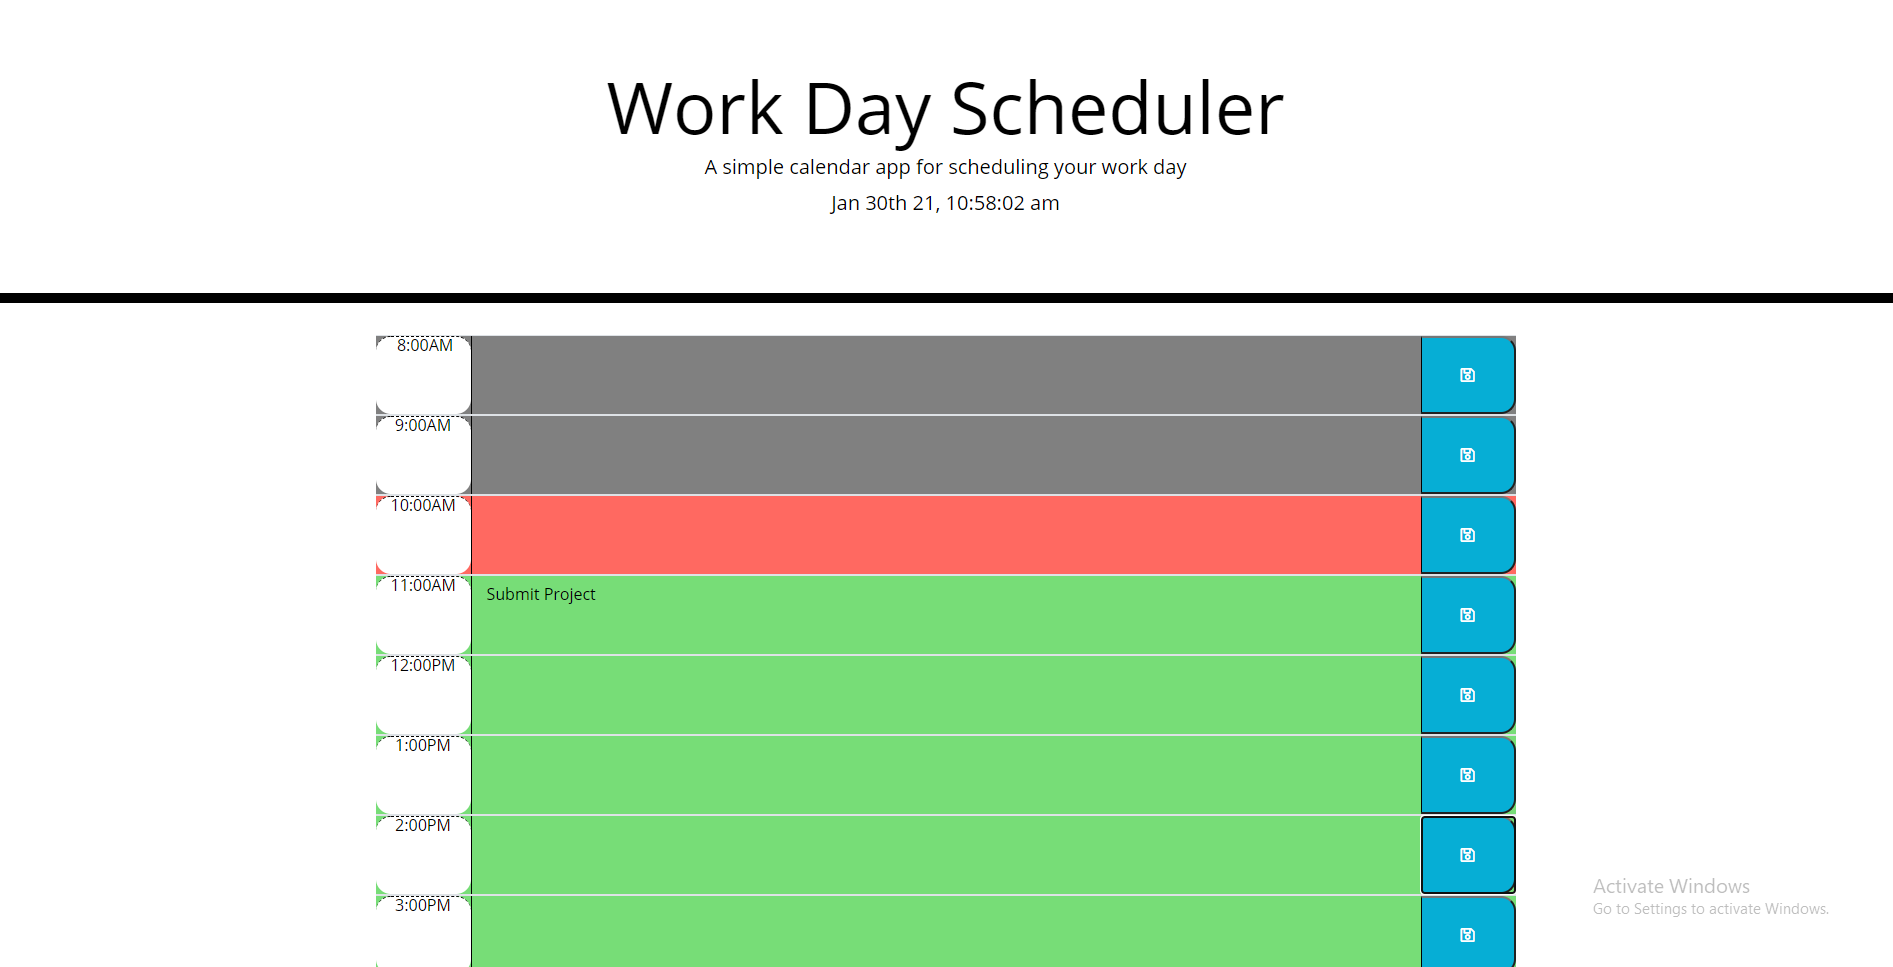 Work Day Scheduler
A simple calendar app for scheduling your work day
Jan 30th 21, 10:58:02 am
8:00AM
9:00AM
10:00AM
11:00AM Submit Project
12:00PM
1:00PM
2:00PM
3:00PM
Activate Windows
Go to Settings to activate Windows.